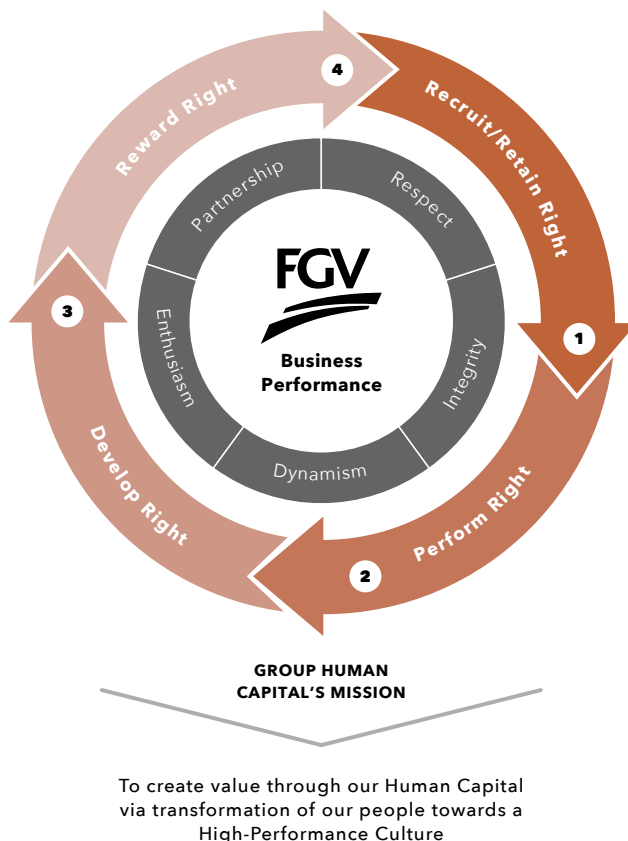 4
Reward Right
Recruit/Retain Right
Partnership
Respect
FGV
3
1
Enthusiasm
Business
Performance
Integrity
Dynamism
Develop Right
Perform Right
2
GROUP HUMAN
CAPITAL'S MISSION
To create value through our Human Capital
via transformation of our people towards a
High-Performance Culture